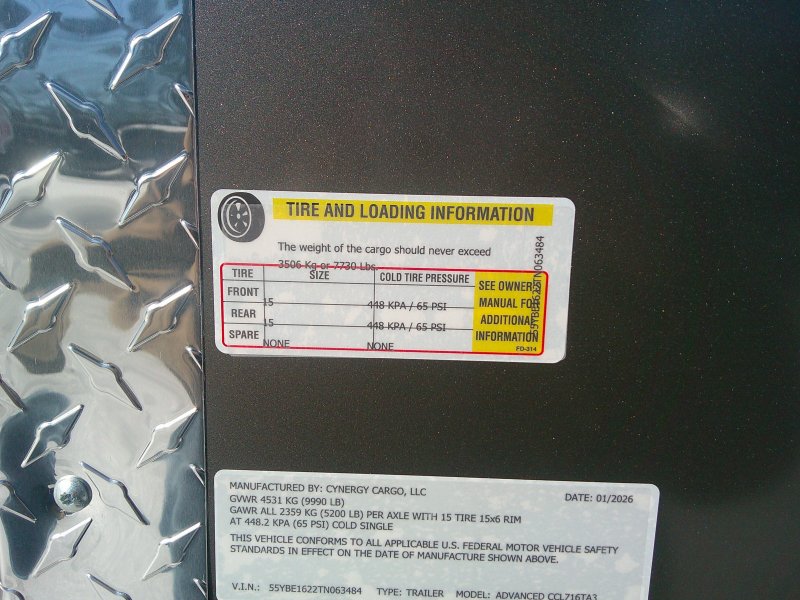 TIRE AND LOADING INFORMATION
The weight of the cargo should never exceed
3506 Kg or 7730 Lbs.
TIRE SIZE COLD TIRE PRESSURE SEE OWNERS
FRONT 15 448 KPA / 65 PSI MANUAL FOR
REAR 15 448 KPA / 65 PSI ADDITIONAL
SPARE NONE NONE INFORMATION
FD-314
55YBE1622TN063484
MANUFACTURED BY: CYNERGY CARGO, LLC DATE: 01/2026
GVWR 4531 KG (9990 LB)
GAWR ALL 2359 KG (5200 LB) PER AXLE WITH 15 TIRE 15x6 RIM
AT 448.2 KPA (65 PSI) COLD SINGLE
THIS VEHICLE CONFORMS TO ALL APPLICABLE U.S. FEDERAL MOTOR VEHICLE SAFETY
STANDARDS IN EFFECT ON THE DATE OF MANUFACTURE SHOWN ABOVE.
V.I.N.: 55YBE1622TN063484 TYPE: TRAILER MODEL: ADVANCED CCL716TA3